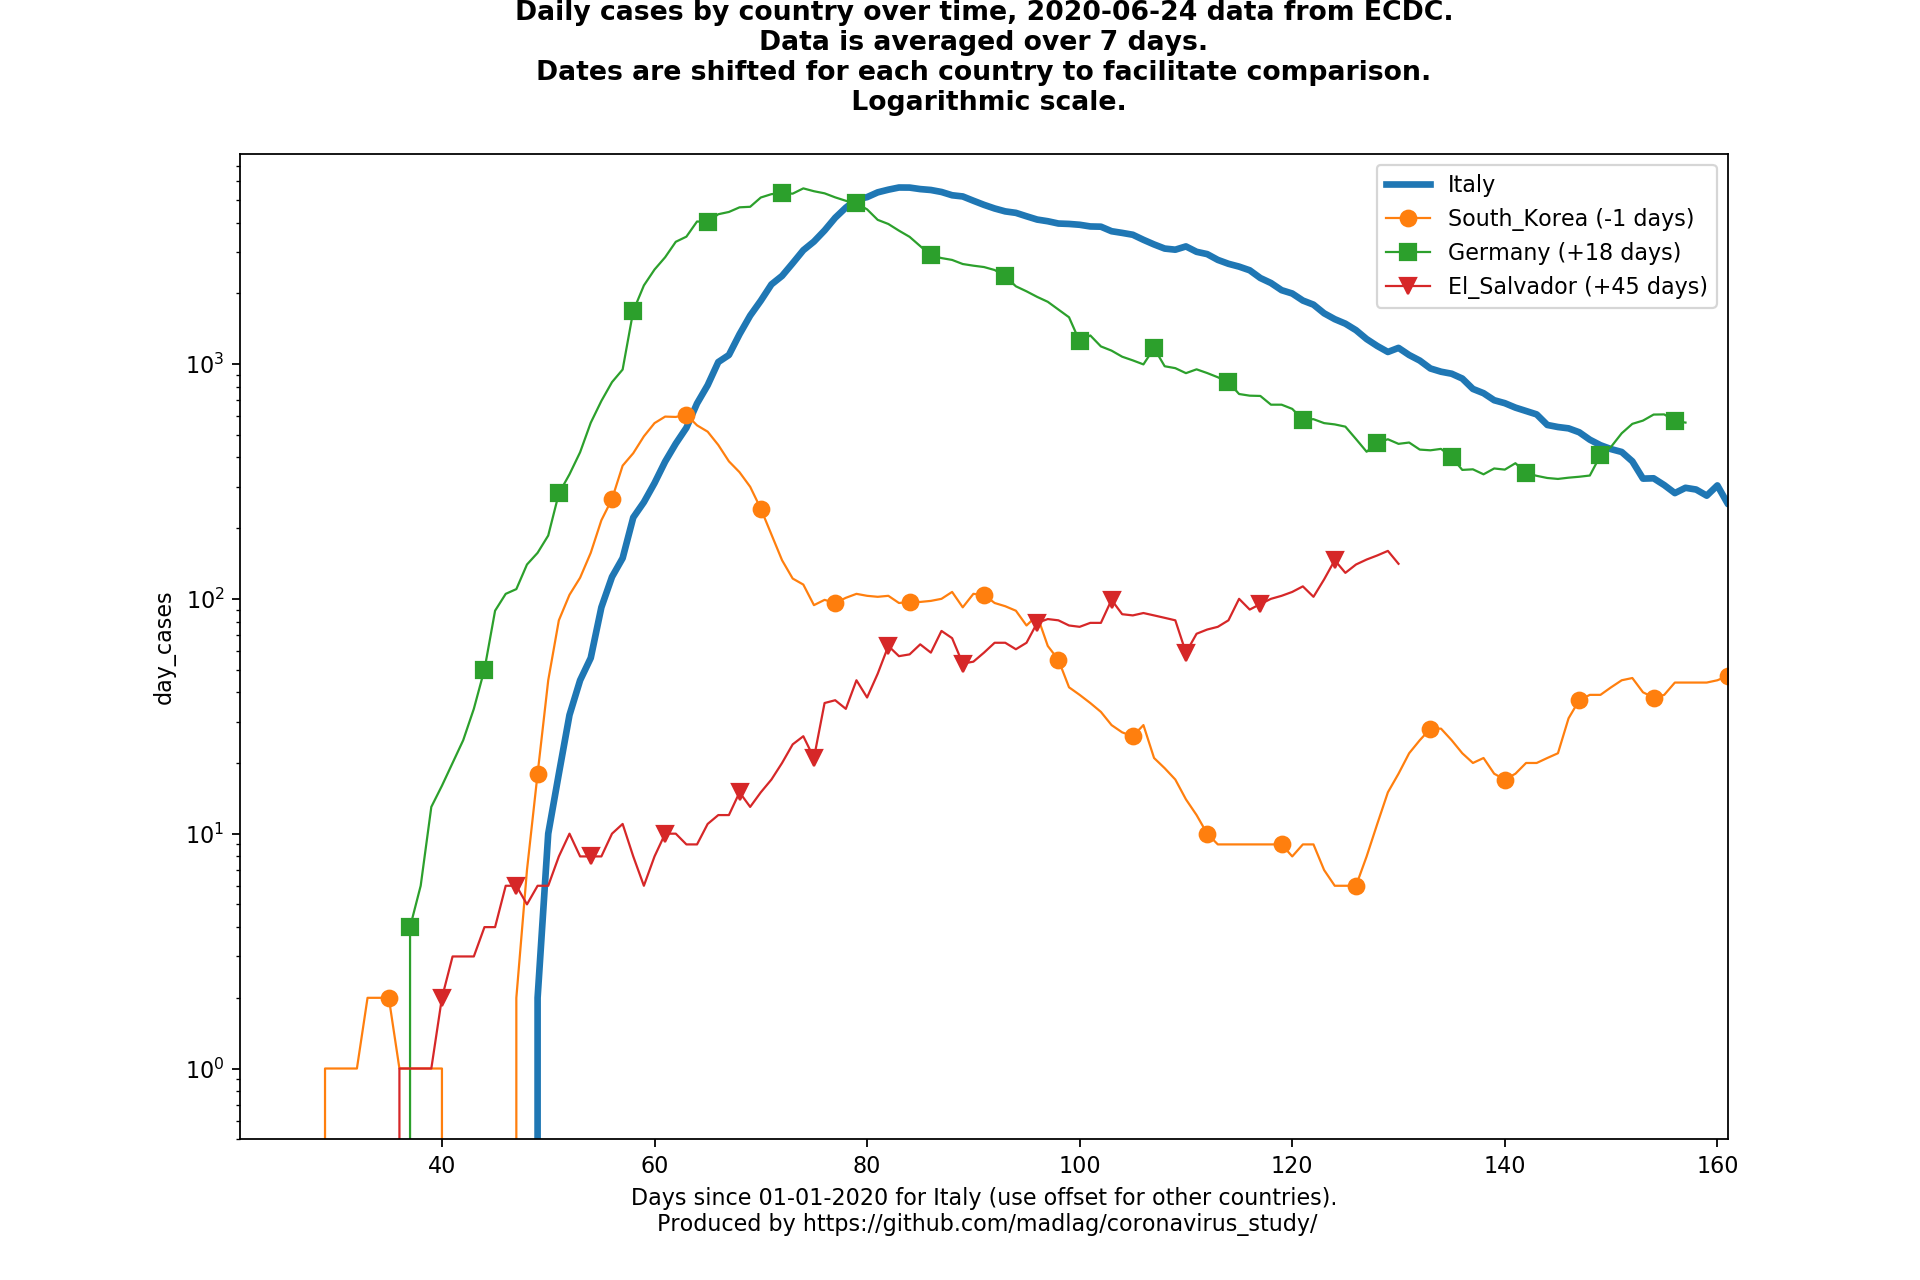 Daily cases by country over time, 2020-06-24 data from ECDC.
Data is averaged over 7 days.
Dates are shifted for each country to facilitate comparison.
Logarithmic scale.
Italy
South_Korea (-1 days)
Germany (+18 days)
El_Salvador (+45 days)
day_cases
10³
10²
10¹
10⁰
40 60 80 100 120 140 160
Days since 01-01-2020 for Italy (use offset for other countries).
Produced by https://github.com/madlag/coronavirus_study/